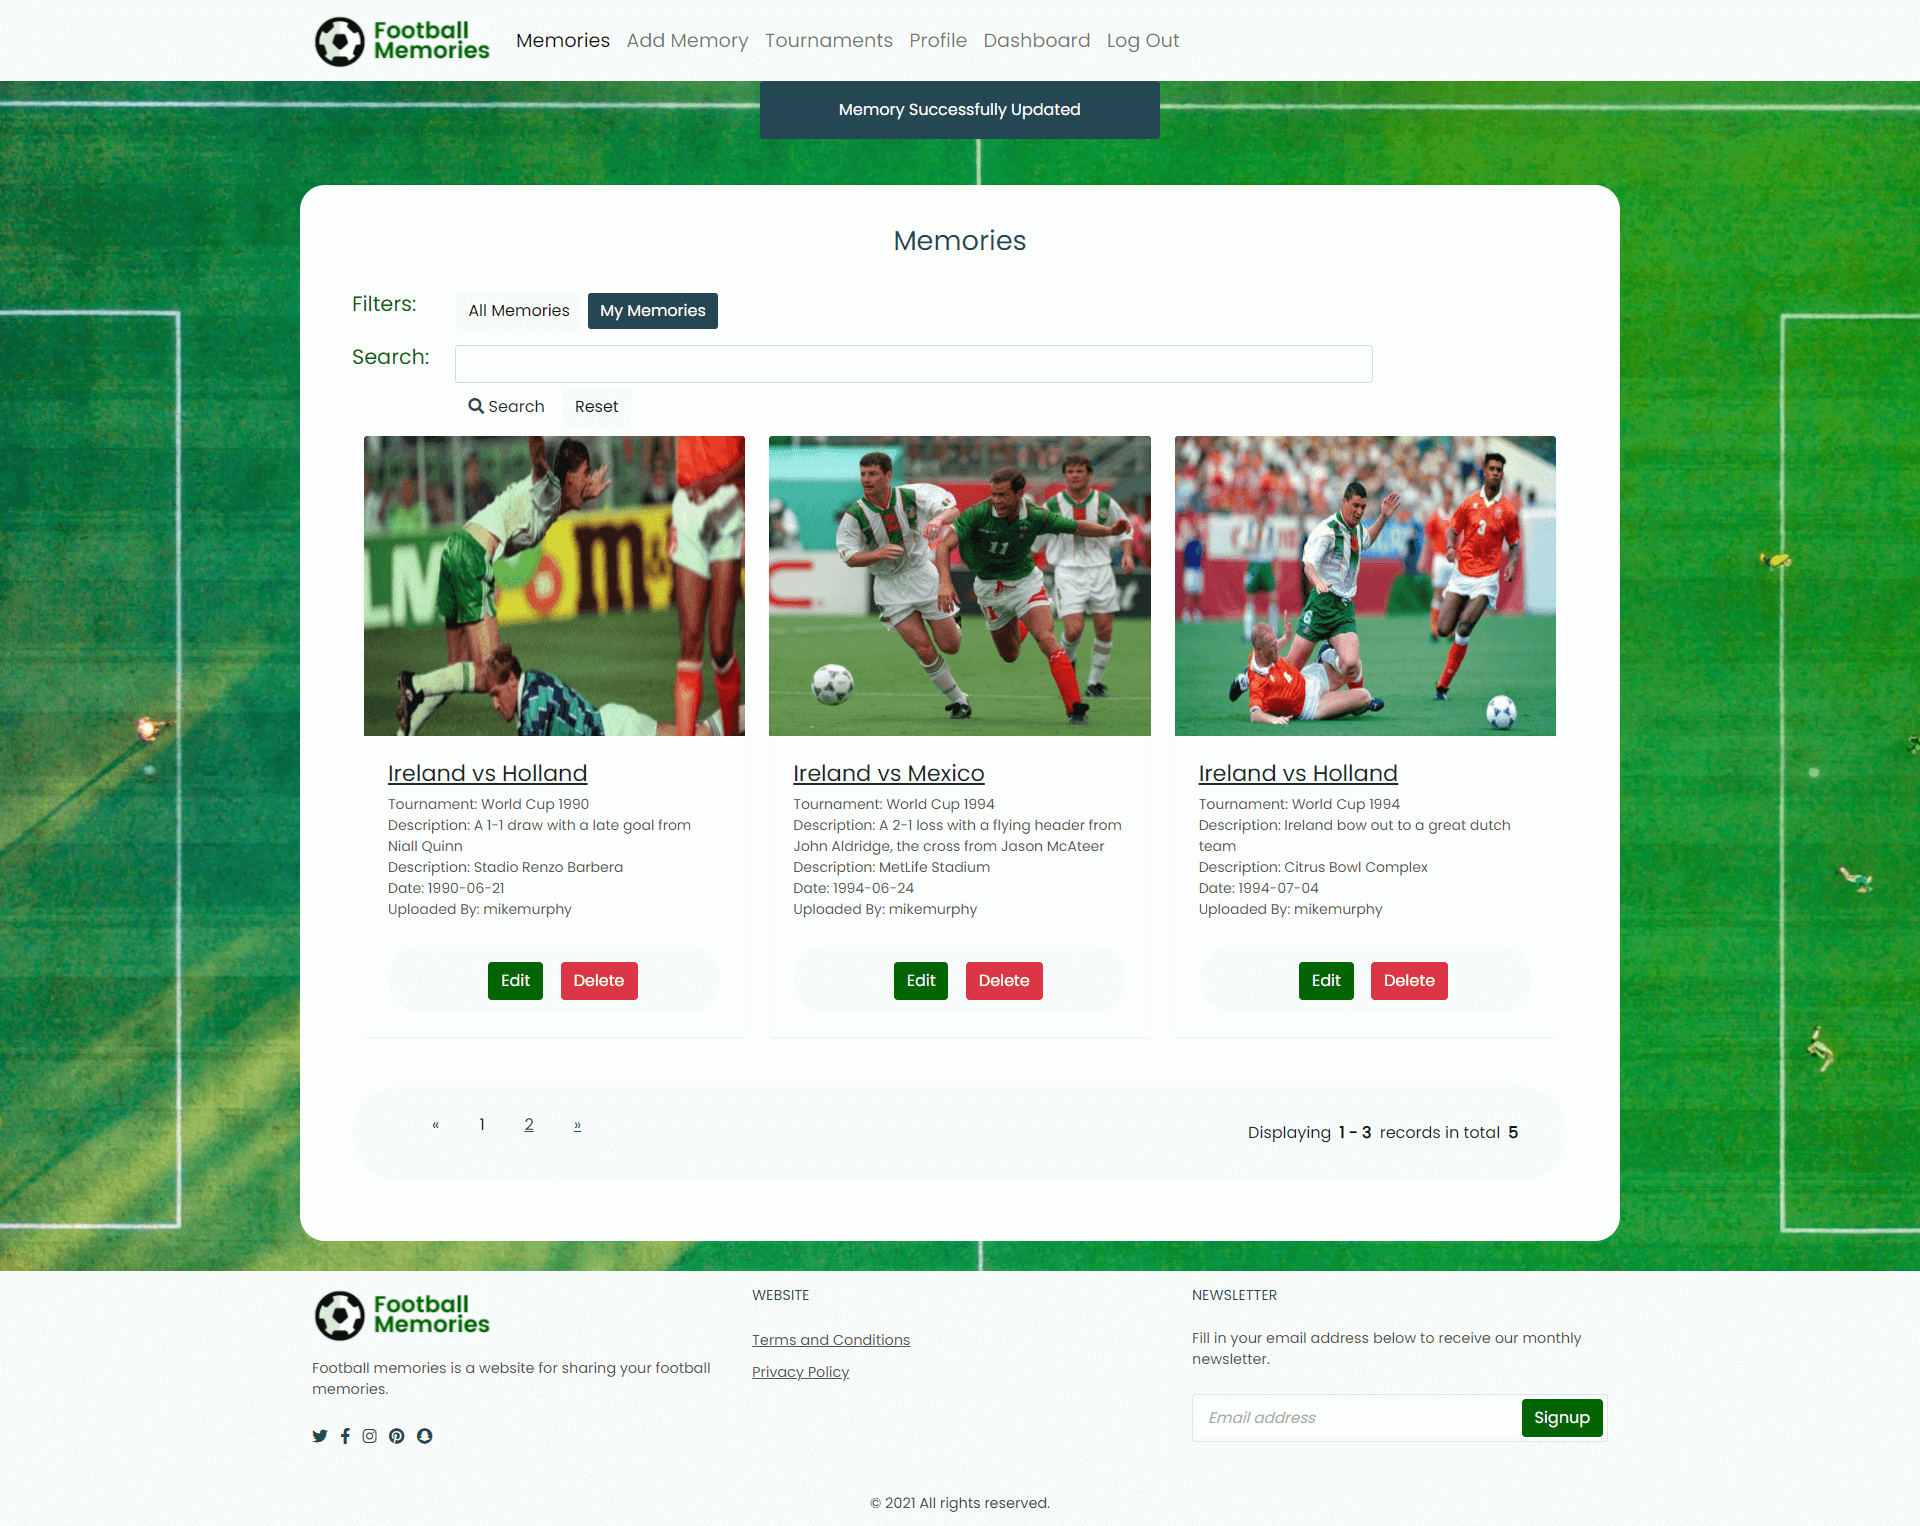 Football
Memories
Memories Add Memory Tournaments Profile Dashboard Log Out
Memory Successfully Updated
Memories
Filters: All Memories My Memories
Search:
Search Reset
LM
m&
2
11
11
C
6
3
Ireland vs Holland
Tournament: World Cup 1990
Description: A 1-1 draw with a late goal from
Niall Quinn
Description: Stadio Renzo Barbera
Date: 1990-06-21
Uploaded By: mikemurphy
Edit Delete
Ireland vs Mexico
Tournament: World Cup 1994
Description: A 2-1 loss with a flying header from
John Aldridge, the cross from Jason McAteer
Description: MetLife Stadium
Date: 1994-06-24
Uploaded By: mikemurphy
Edit Delete
Ireland vs Holland
Tournament: World Cup 1994
Description: Ireland bow out to a great dutch
team
Description: Citrus Bowl Complex
Date: 1994-07-04
Uploaded By: mikemurphy
Edit Delete
« 1 2 »
Displaying 1 - 3 records in total 5
Football
Memories
Football memories is a website for sharing your football
memories.
WEBSITE
Terms and Conditions
Privacy Policy
NEWSLETTER
Fill in your email address below to receive our monthly
newsletter.
Email address Signup
© 2021 All rights reserved.